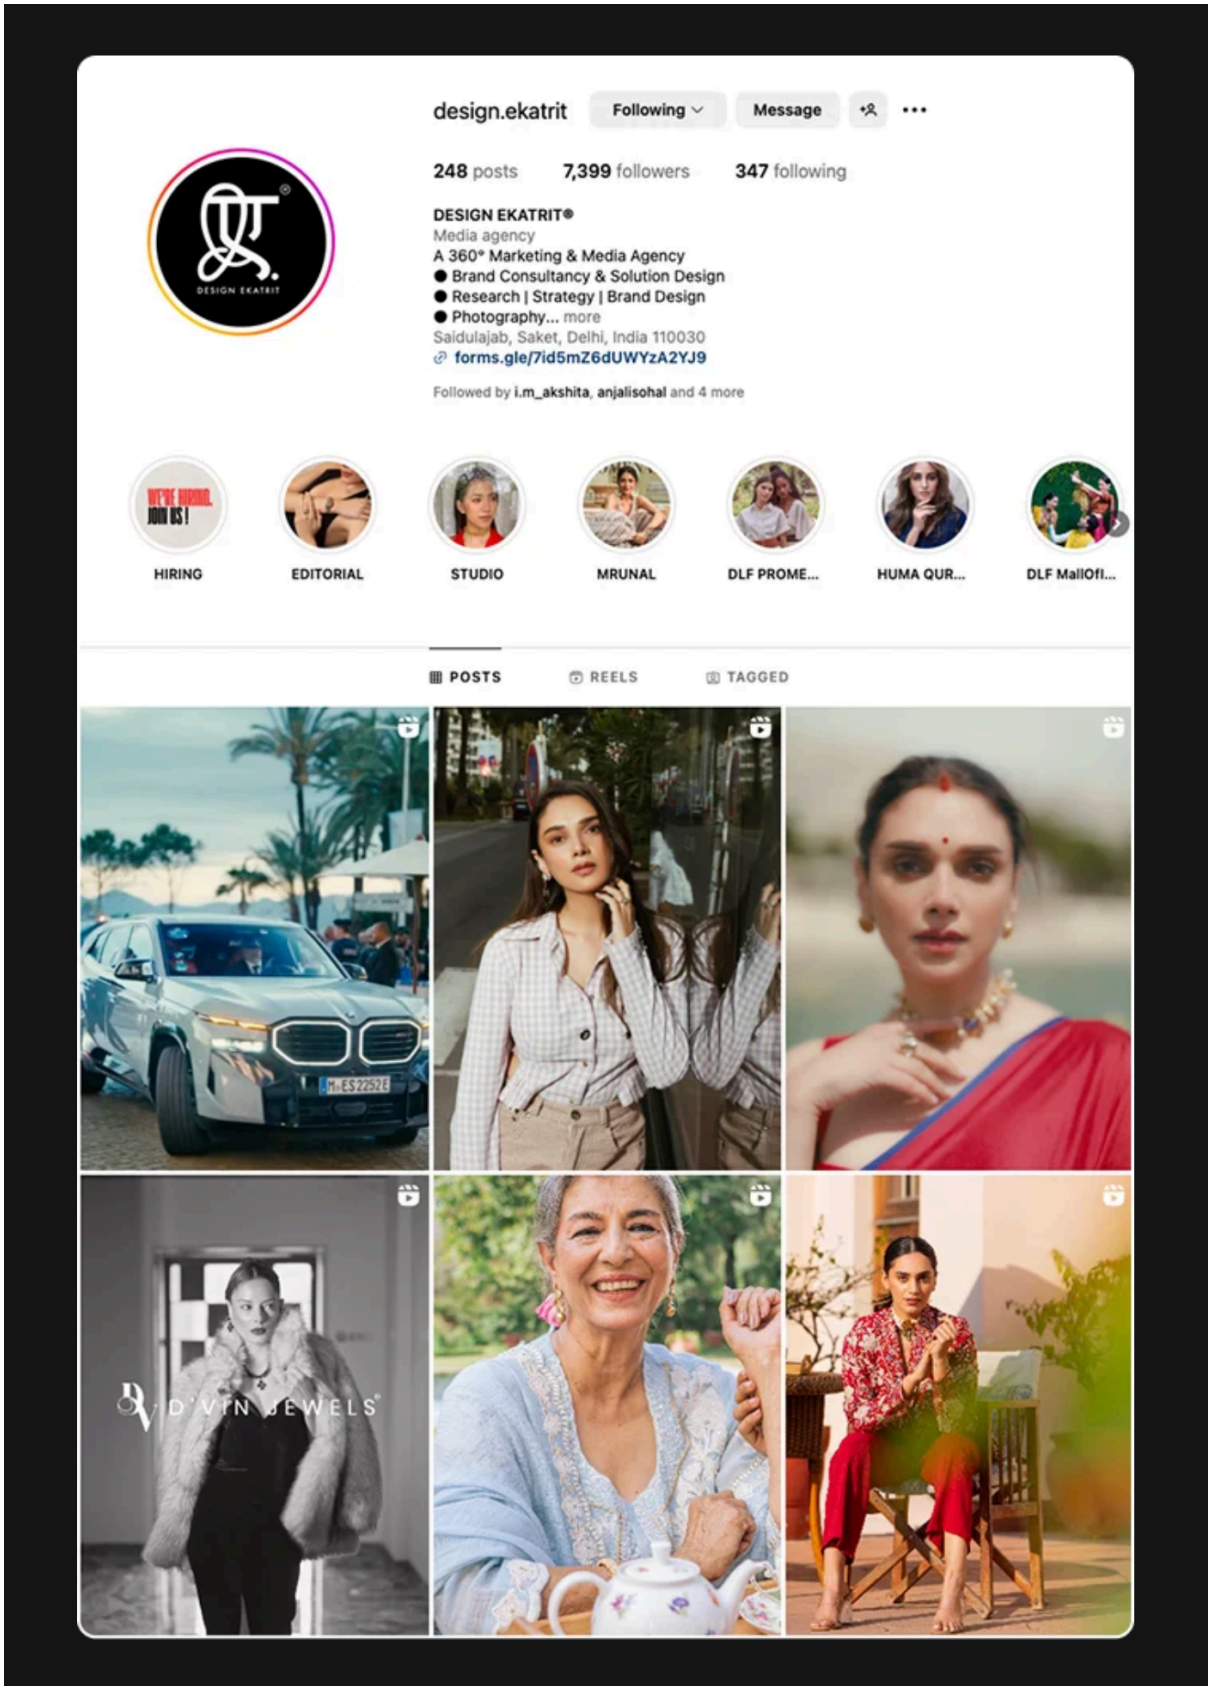 design.ekatrit Following Message
248 posts 7,399 followers 347 following
DESIGN EKATRIT®
Media agency
A 360° Marketing & Media Agency
● Brand Consultancy & Solution Design
● Research | Strategy | Brand Design
● Photography... more
Saidulajab, Saket, Delhi, India 110030
forms.gle/7id5mZ6dUWYzA2YJ9
Followed by i.m_akshita, anjalisohal and 4 more
®
DESIGN EKATRIT
WE'RE HIRING.
JOIN US !
HIRING EDITORIAL STUDIO MRUNAL DLF PROME... HUMA QUR... DLF MallOfI...
POSTS REELS TAGGED
M ES 2252E
DV D'VIN JEWELS®